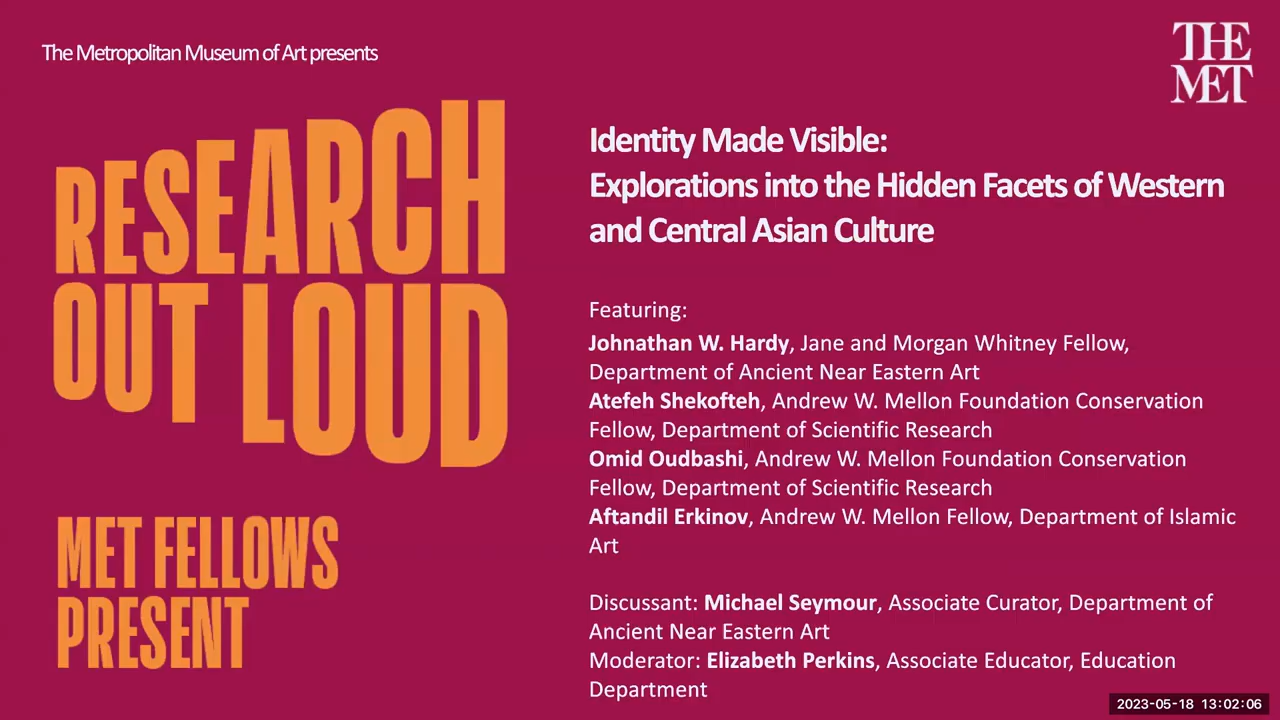 The Metropolitan Museum of Art presents
THE
MET
RESEARCH
OUT LOUD
MET FELLOWS
PRESENT
Identity Made Visible:
Explorations into the Hidden Facets of Western
and Central Asian Culture
Featuring:
Johnathan W. Hardy, Jane and Morgan Whitney Fellow,
Department of Ancient Near Eastern Art
Atefeh Shekofteh, Andrew W. Mellon Foundation Conservation
Fellow, Department of Scientific Research
Omid Oudbashi, Andrew W. Mellon Foundation Conservation
Fellow, Department of Scientific Research
Aftandil Erkinov, Andrew W. Mellon Fellow, Department of Islamic
Art
Discussant: Michael Seymour, Associate Curator, Department of
Ancient Near Eastern Art
Moderator: Elizabeth Perkins, Associate Educator, Education
Department
2023-05-18 13:02:06